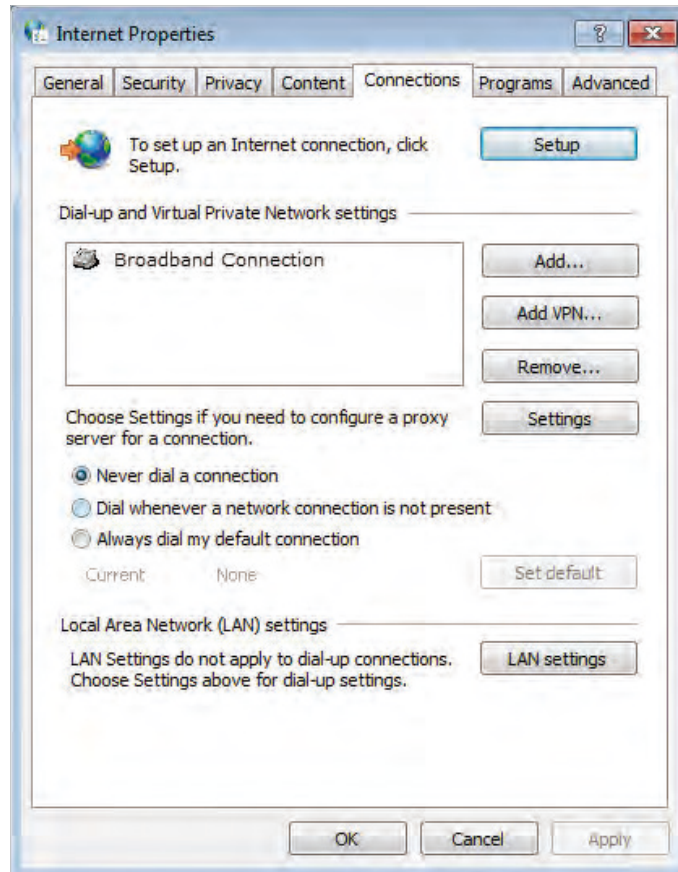 Internet Properties
General Security Privacy Content Connections Programs Advanced
To set up an Internet connection, click
Setup.
Setup
Dial-up and Virtual Private Network settings
Broadband Connection
Add...
Add VPN...
Remove...
Choose Settings if you need to configure a proxy
server for a connection.
Settings
Never dial a connection
Dial whenever a network connection is not present
Always dial my default connection
Current None
Set default
Local Area Network (LAN) settings
LAN Settings do not apply to dial-up connections.
Choose Settings above for dial-up settings.
LAN settings
OK Cancel Apply